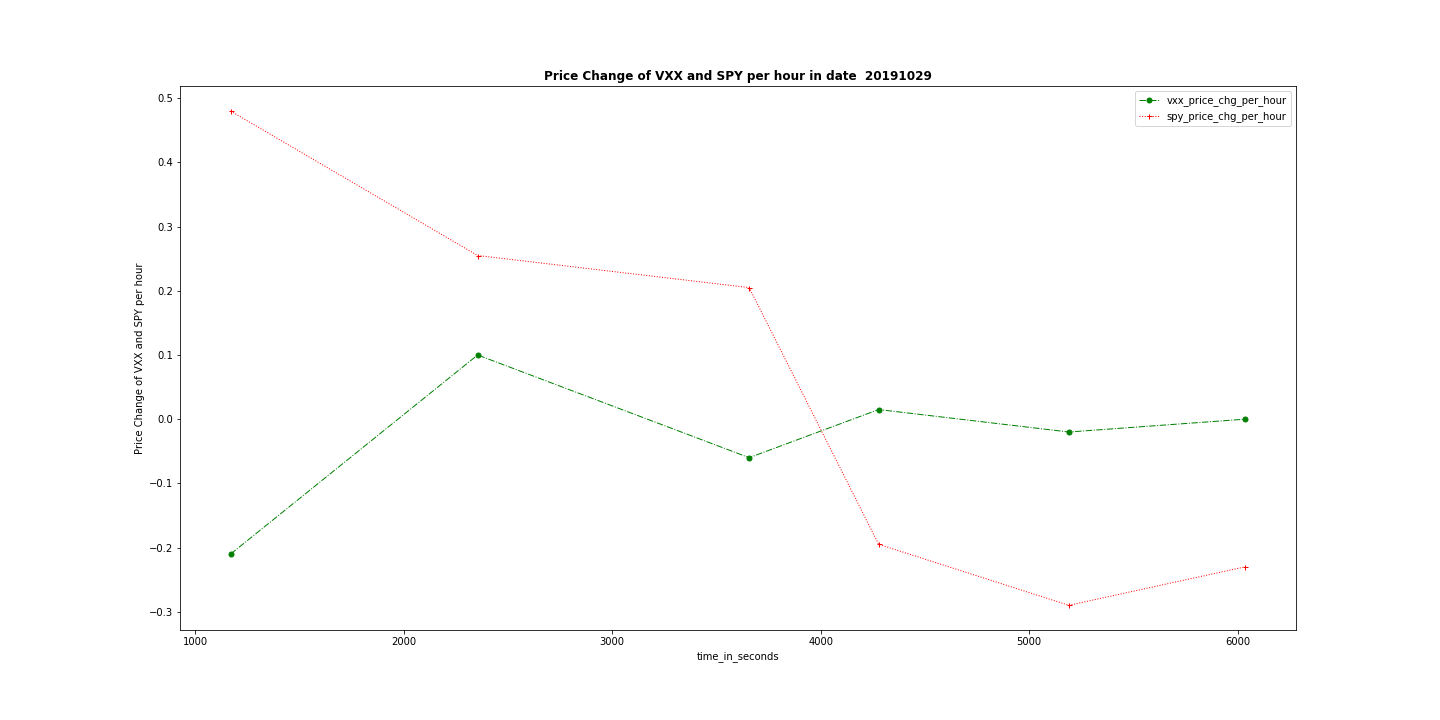 Price Change of VXX and SPY per hour in date  20191029
vxx_price_chg_per_hour
spy_price_chg_per_hour
Price Change of VXX and SPY per hour
0.5
0.4
0.3
0.2
0.1
0.0
−0.1
−0.2
−0.3
1000 2000 3000 4000 5000 6000
time_in_seconds